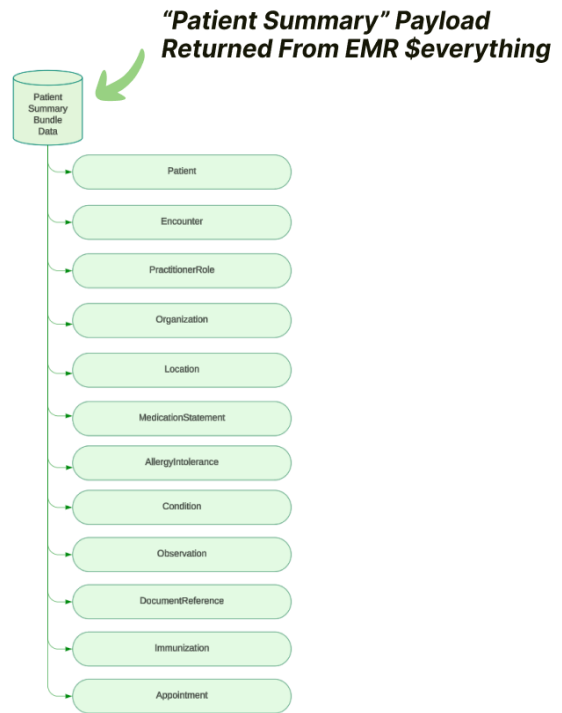 “Patient Summary” Payload
Returned From EMR $everything
Patient
Summary
Bundle
Data
Patient
Encounter
PractitionerRole
Organization
Location
MedicationStatement
AllergyIntolerance
Condition
Observation
DocumentReference
Immunization
Appointment